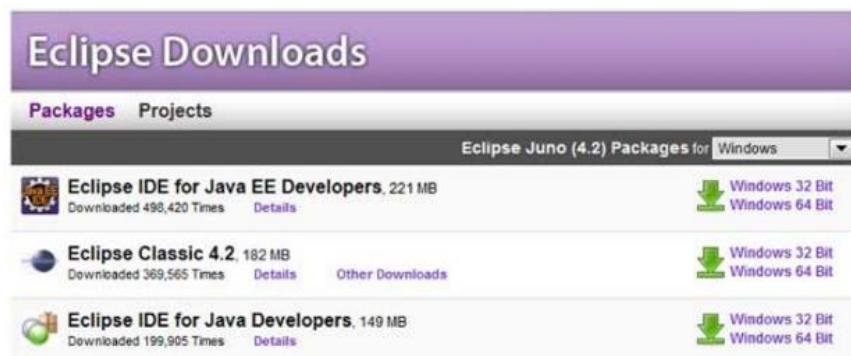 Eclipse Downloads
Packages Projects
Eclipse Juno (4.2) Packages for Windows
Eclipse IDE for Java EE Developers, 221 MB
Downloaded 498,420 Times Details
Windows 32 Bit
Windows 64 Bit
Eclipse Classic 4.2, 182 MB
Downloaded 369,565 Times Details Other Downloads
Windows 32 Bit
Windows 64 Bit
Eclipse IDE for Java Developers, 149 MB
Downloaded 199,905 Times Details
Windows 32 Bit
Windows 64 Bit